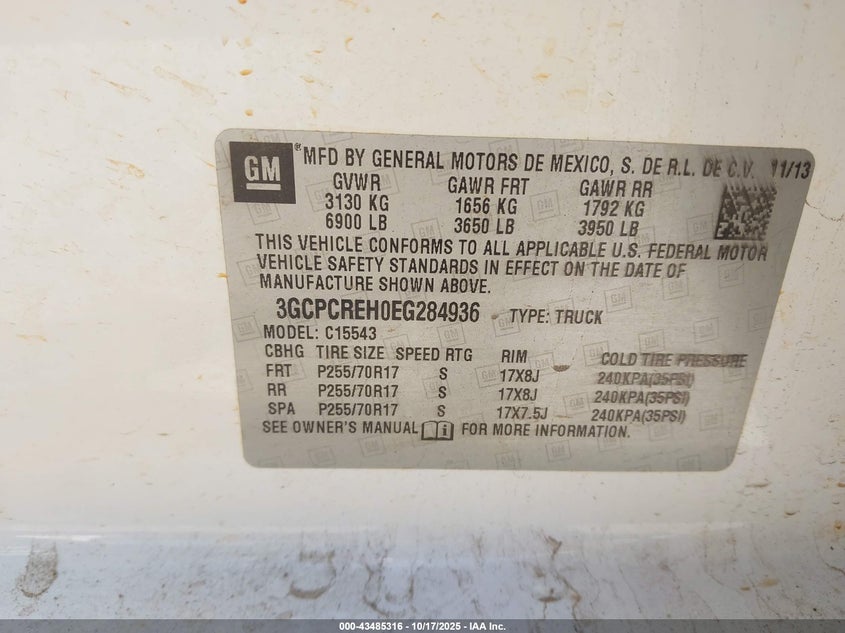 GM ® MFD BY GENERAL MOTORS DE MEXICO, S. DE R.L. DE C.V. 11/13
GVWR GAWR FRT GAWR RR
3130 KG 1656 KG 1792 KG
6900 LB 3650 LB 3950 LB
THIS VEHICLE CONFORMS TO ALL APPLICABLE U.S. FEDERAL MOTOR
VEHICLE SAFETY STANDARDS IN EFFECT ON THE DATE OF
MANUFACTURE SHOWN ABOVE.
3GCPCREH0EG284936 TYPE: TRUCK
MODEL: C15543
CBHG TIRE SIZE SPEED RTG RIM COLD TIRE PRESSURE
FRT P255/70R17 S 17X8J 240KPA(35PSI)
RR P255/70R17 S 17X8J 240KPA(35PSI)
SPA P255/70R17 S 17X7.5J 240KPA(35PSI)
SEE OWNER'S MANUAL FOR MORE INFORMATION.
000-43485316 - 10/17/2025 - IAA Inc.